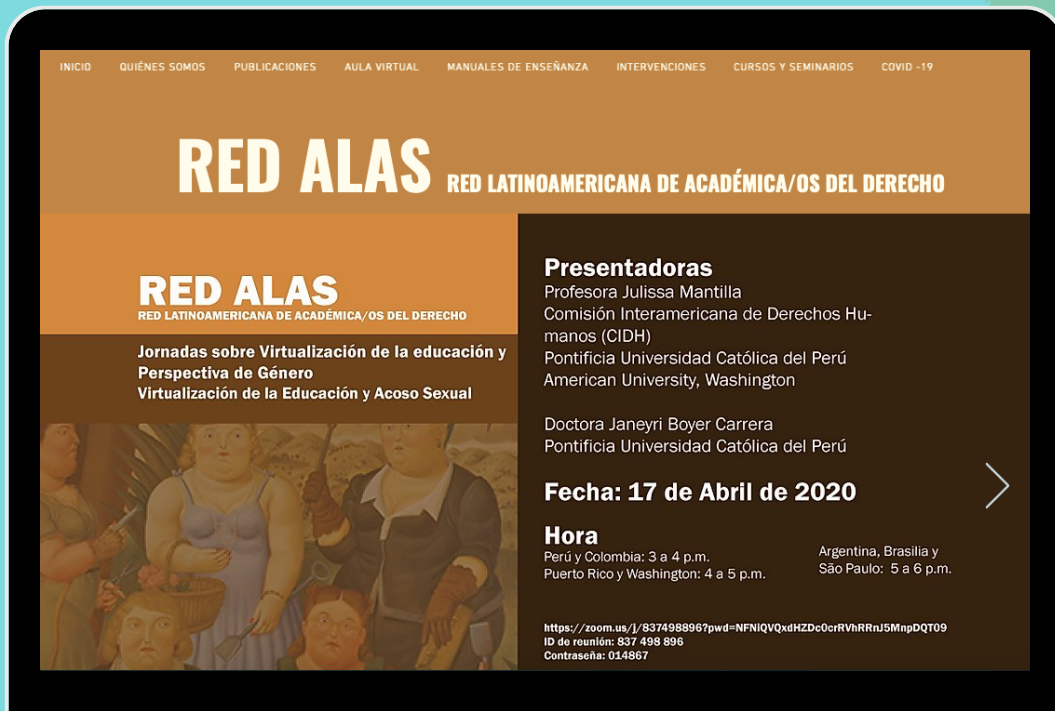 INICIO QUIÉNES SOMOS PUBLICACIONES AULA VIRTUAL MANUALES DE ENSEÑANZA INTERVENCIONES CURSOS Y SEMINARIOS COVID -19
RED ALAS RED LATINOAMERICANA DE ACADÉMICA/OS DEL DERECHO
RED ALAS
RED LATINOAMERICANA DE ACADÉMICA/OS DEL DERECHO
Jornadas sobre Virtualización de la educación y
Perspectiva de Género
Virtualización de la Educación y Acoso Sexual
Presentadoras
Profesora Julissa Mantilla
Comisión Interamericana de Derechos Hu-
manos (CIDH)
Pontificia Universidad Católica del Perú
American University, Washington
Doctora Janeyri Boyer Carrera
Pontificia Universidad Católica del Perú
Fecha: 17 de Abril de 2020
Hora
Perú y Colombia: 3 a 4 p.m.
Puerto Rico y Washington: 4 a 5 p.m.
Argentina, Brasilia y
São Paulo: 5 a 6 p.m.
https://zoom.us/j/837498896?pwd=NFNiQVQxdHZDc0crRVhRRnJ5MnpDQT09
ID de reunión: 837 498 896
Contraseña: 014867